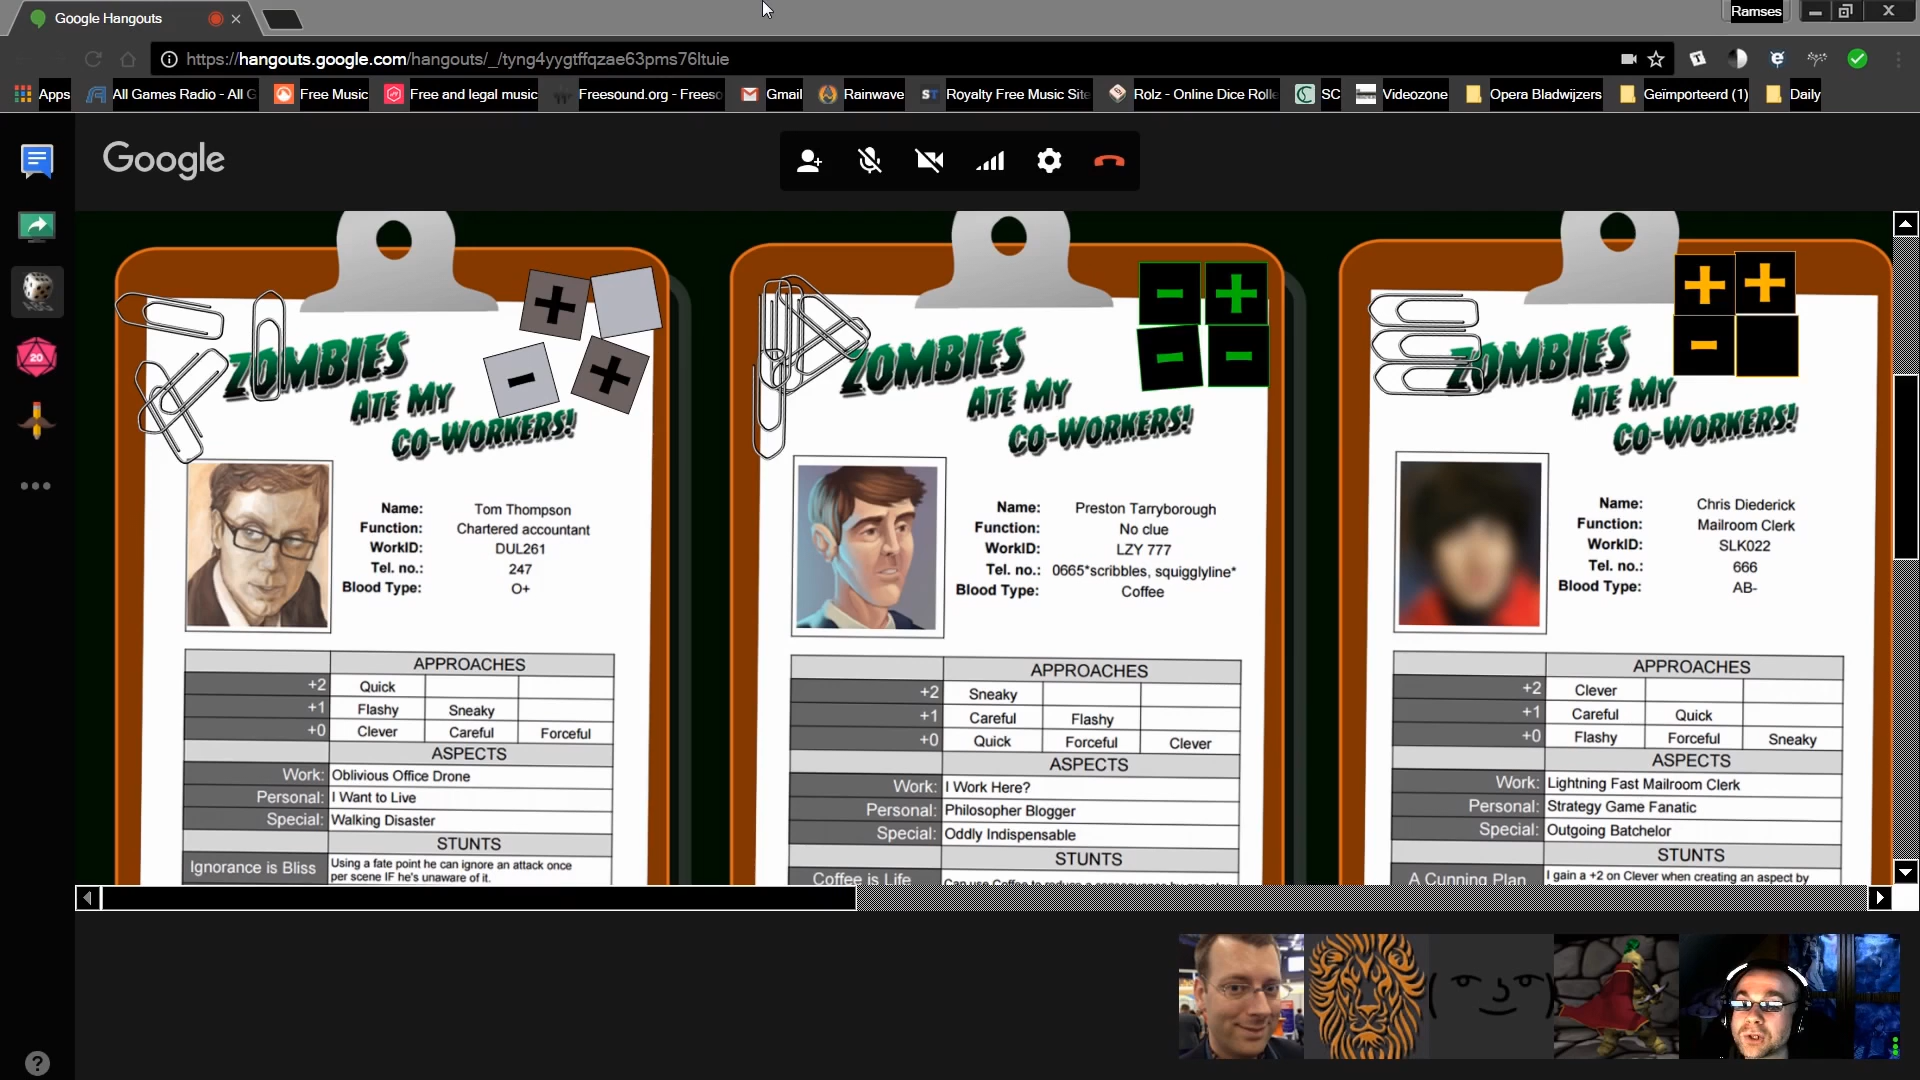 Google Hangouts
Ramses
https://hangouts.google.com/hangouts/_/tyng4yygtffqzae63pms76ltuie
Apps
All Games Radio - All G
Free Music
Free and legal music
Freesound.org - Freeso
Gmail
Rainwave
ST
Royalty Free Music Site
Rolz - Online Dice Rolle
SC
Videozone
Opera Bladwijzers
Geïmporteerd (1)
Daily
Google
20
ZOMBIES
ATE MY
CO-WORKERS!
Name: Tom Thompson
Function: Chartered accountant
WorkID: DUL261
Tel. no.: 247
Blood Type: O+
APPROACHES
+2 Quick
+1 Flashy Sneaky
+0 Clever Careful Forceful
ASPECTS
Work: Oblivious Office Drone
Personal: I Want to Live
Special: Walking Disaster
STUNTS
Ignorance is Bliss
Using a fate point he can ignore an attack once
per scene IF he's unaware of it.
ZOMBIES
ATE MY
CO-WORKERS!
Name: Preston Tarryborough
Function: No clue
WorkID: LZY 777
Tel. no.: 0665*scribbles, squigglyline*
Blood Type: Coffee
APPROACHES
+2 Sneaky
+1 Careful Flashy
+0 Quick Forceful Clever
ASPECTS
Work: I Work Here?
Personal: Philosopher Blogger
Special: Oddly Indispensable
STUNTS
Coffee is Life
ZOMBIES
ATE MY
CO-WORKERS!
Name: Chris Diederick
Function: Mailroom Clerk
WorkID: SLK022
Tel. no.: 666
Blood Type: AB-
APPROACHES
+2 Clever
+1 Careful Quick
+0 Flashy Forceful Sneaky
ASPECTS
Work: Lightning Fast Mailroom Clerk
Personal: Strategy Game Fanatic
Special: Outgoing Batchelor
STUNTS
A Cunning Plan
I gain a +2 on Clever when creating an aspect by